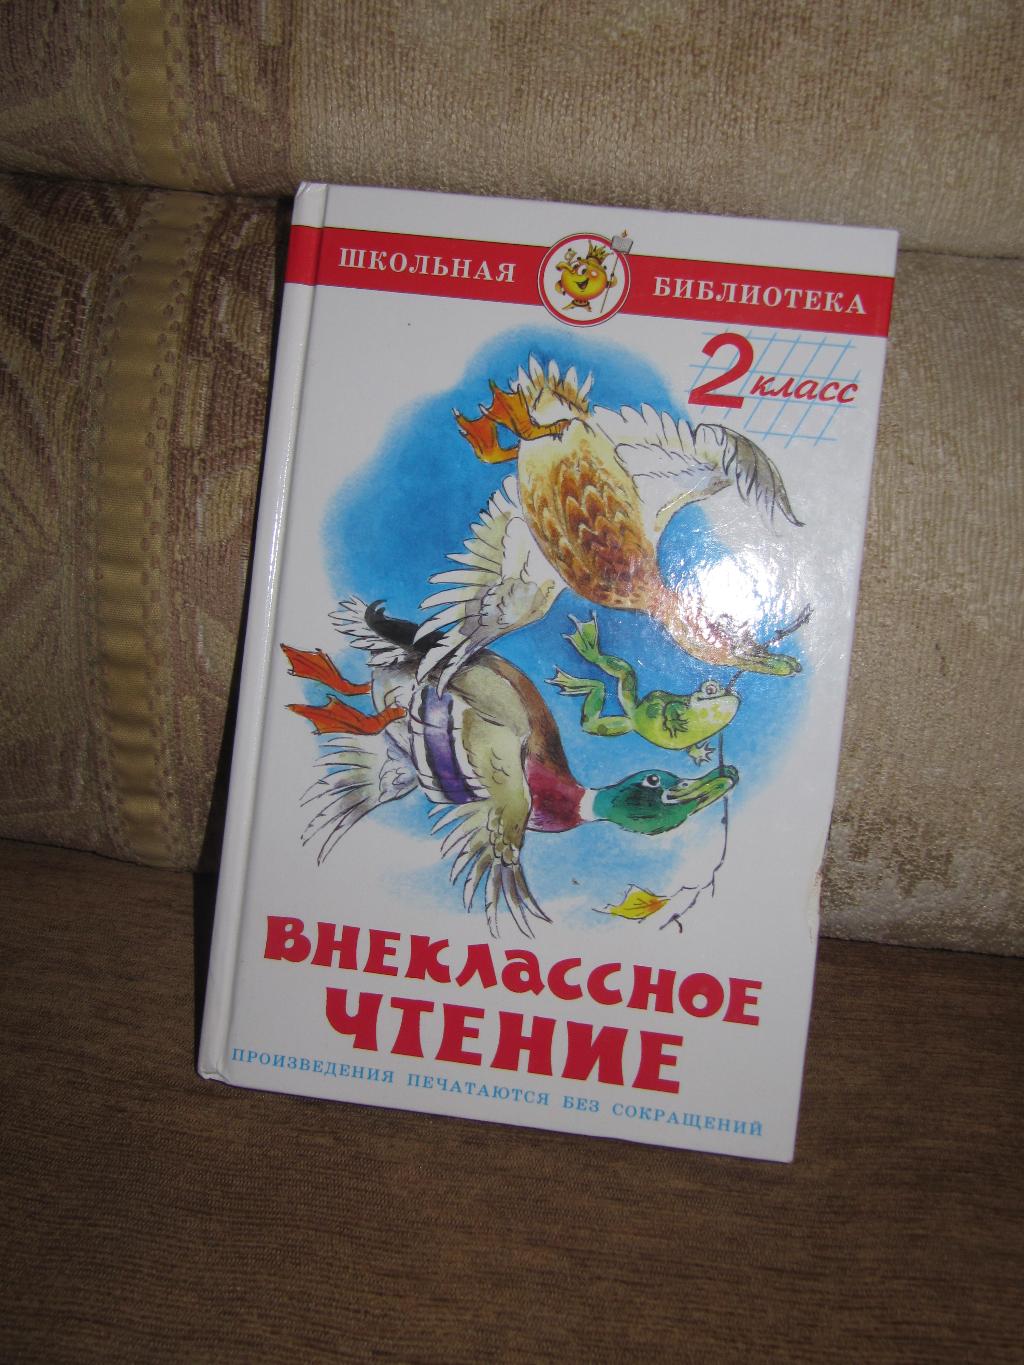 ШКОЛЬНАЯ БИБЛИОТЕКА
2 класс
ВНЕКЛАССНОЕ
ЧТЕНИЕ
ПРОИЗВЕДЕНИЯ ПЕЧАТАЮТСЯ БЕЗ СОКРАЩЕНИЙ